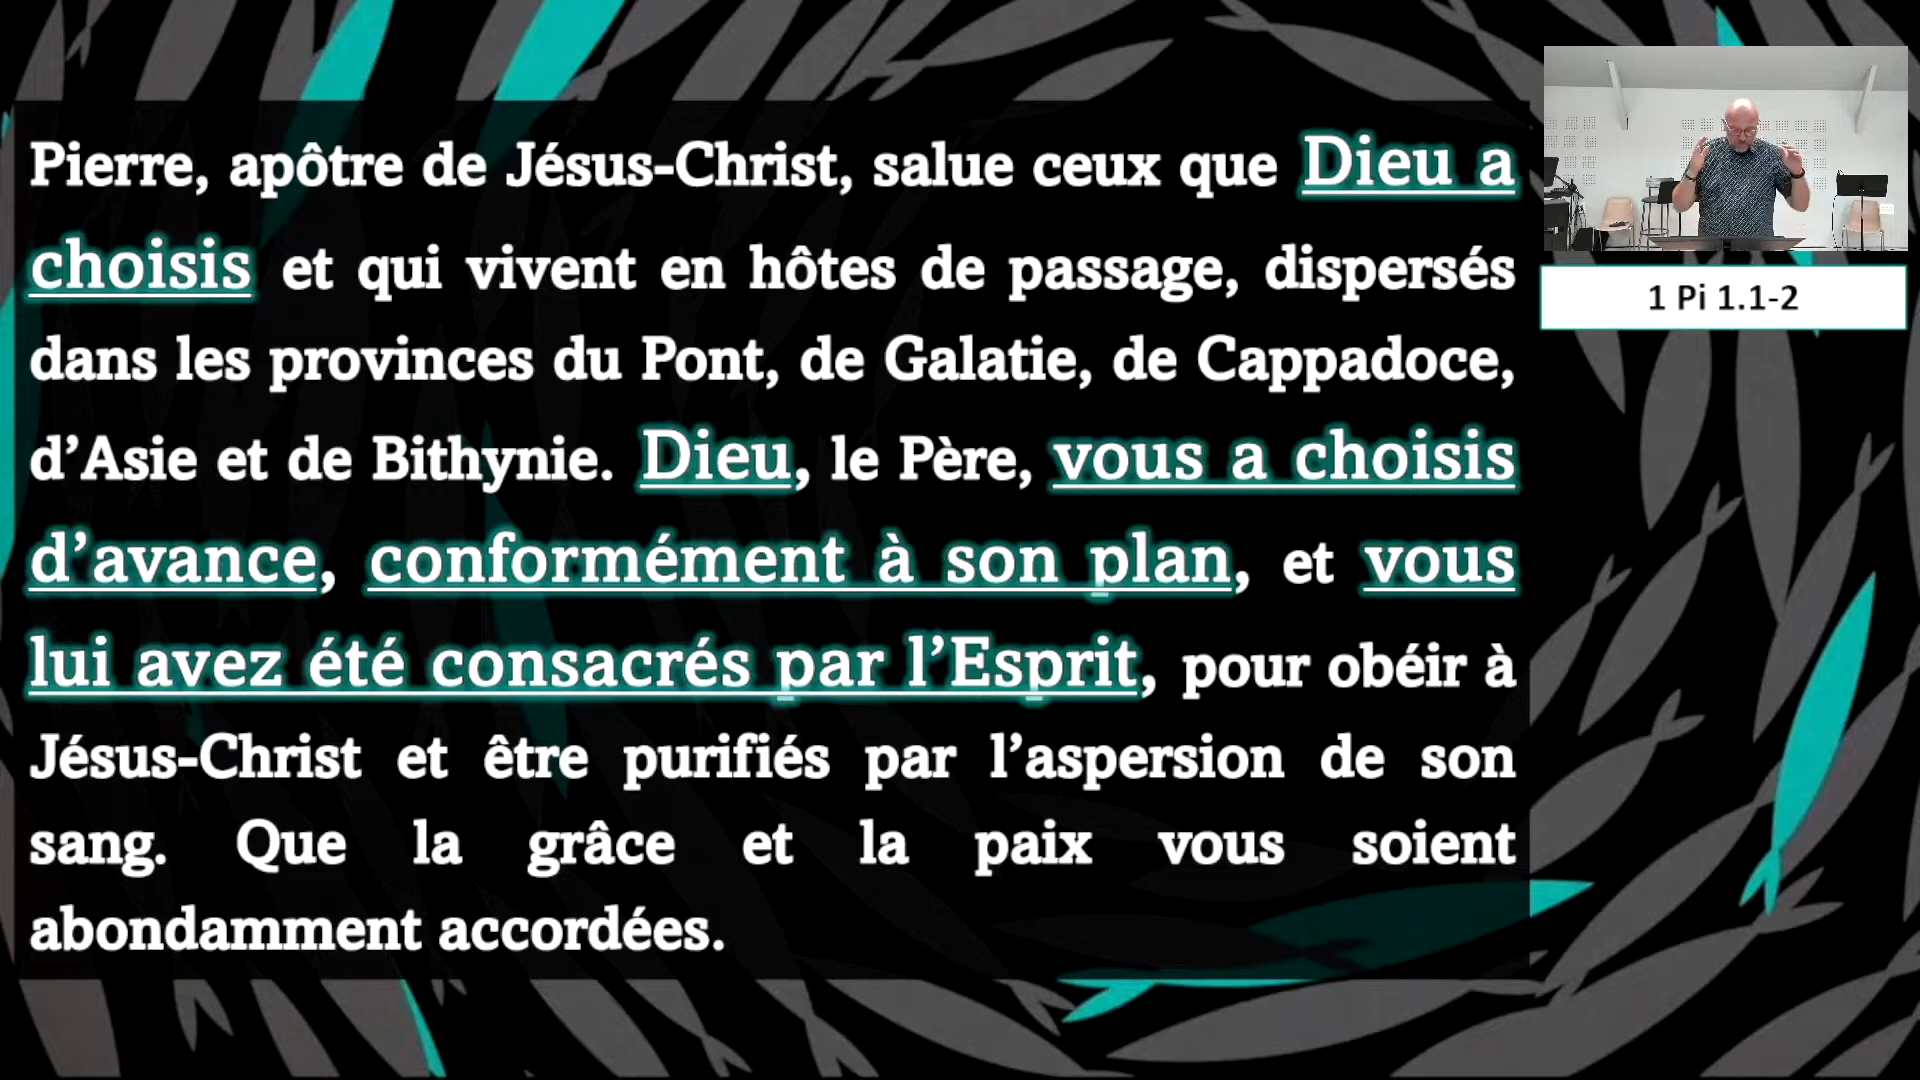 Pierre, apôtre de Jésus-Christ, salue ceux que Dieu a
choisis et qui vivent en hôtes de passage, dispersés
dans les provinces du Pont, de Galatie, de Cappadoce,
d’Asie et de Bithynie. Dieu, le Père, vous a choisis
d’avance, conformément à son plan, et vous
lui avez été consacrés par l’Esprit, pour obéir à
Jésus-Christ et être purifiés par l’aspersion de son
sang. Que la grâce et la paix vous soient
abondamment accordées.
1 Pi 1.1-2